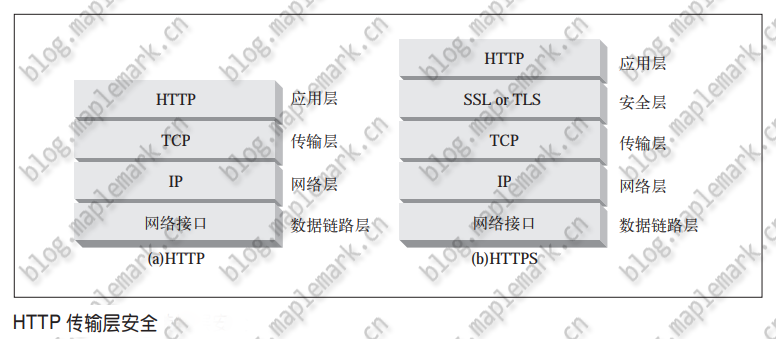 HTTP 应用层
TCP 传输层
IP 网络层
网络接口 数据链路层
(a)HTTP
HTTP 应用层
SSL or TLS 安全层
TCP 传输层
IP 网络层
网络接口 数据链路层
(b)HTTPS
HTTP 传输层安全
blog.maplemark.cn